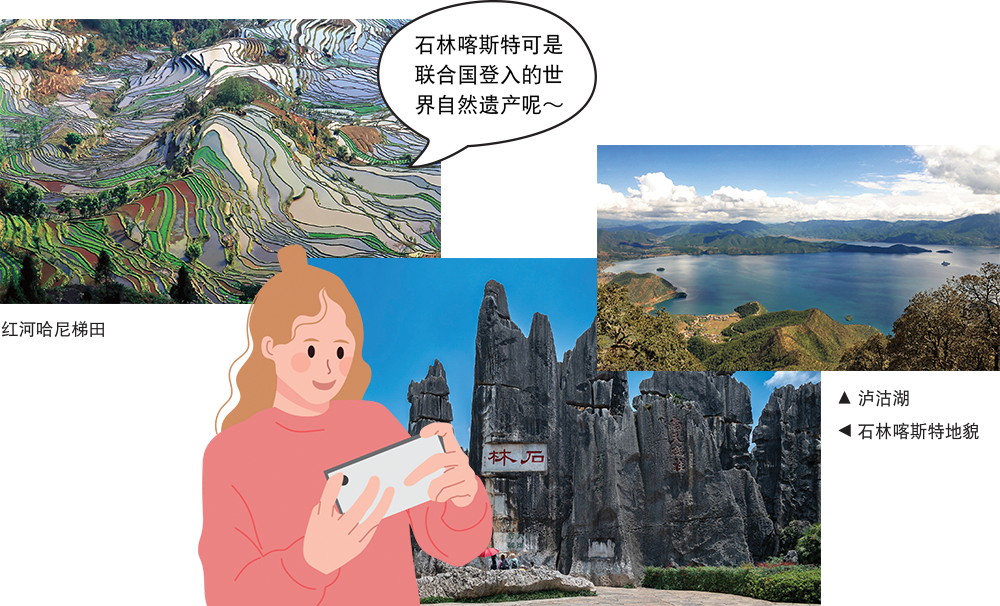 石林喀斯特可是
联合国登入的世
界自然遗产呢～
红河哈尼梯田
▲ 泸沽湖
◀ 石林喀斯特地貌
林石